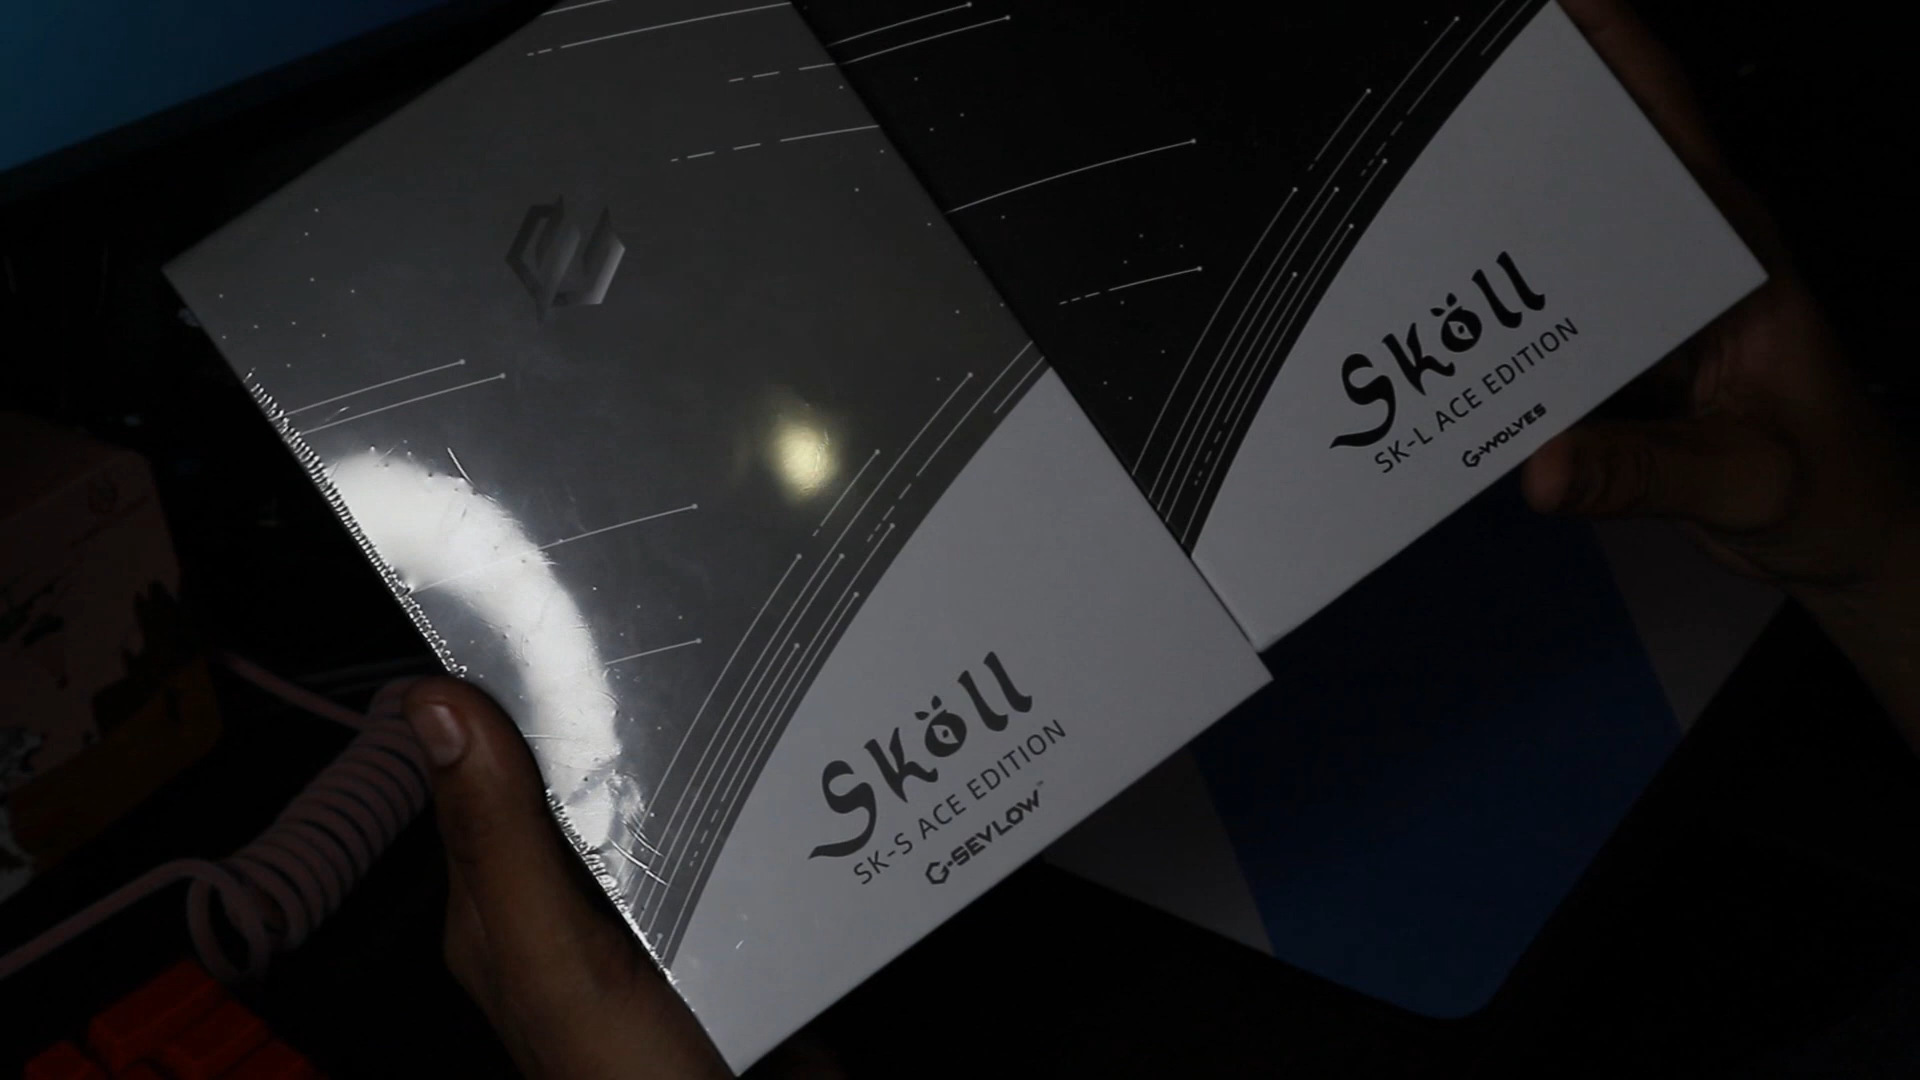 Sköll
SK-L ACE EDITION
G-WOLVES
Sköll
SK-S ACE EDITION
G-SEVLOW™